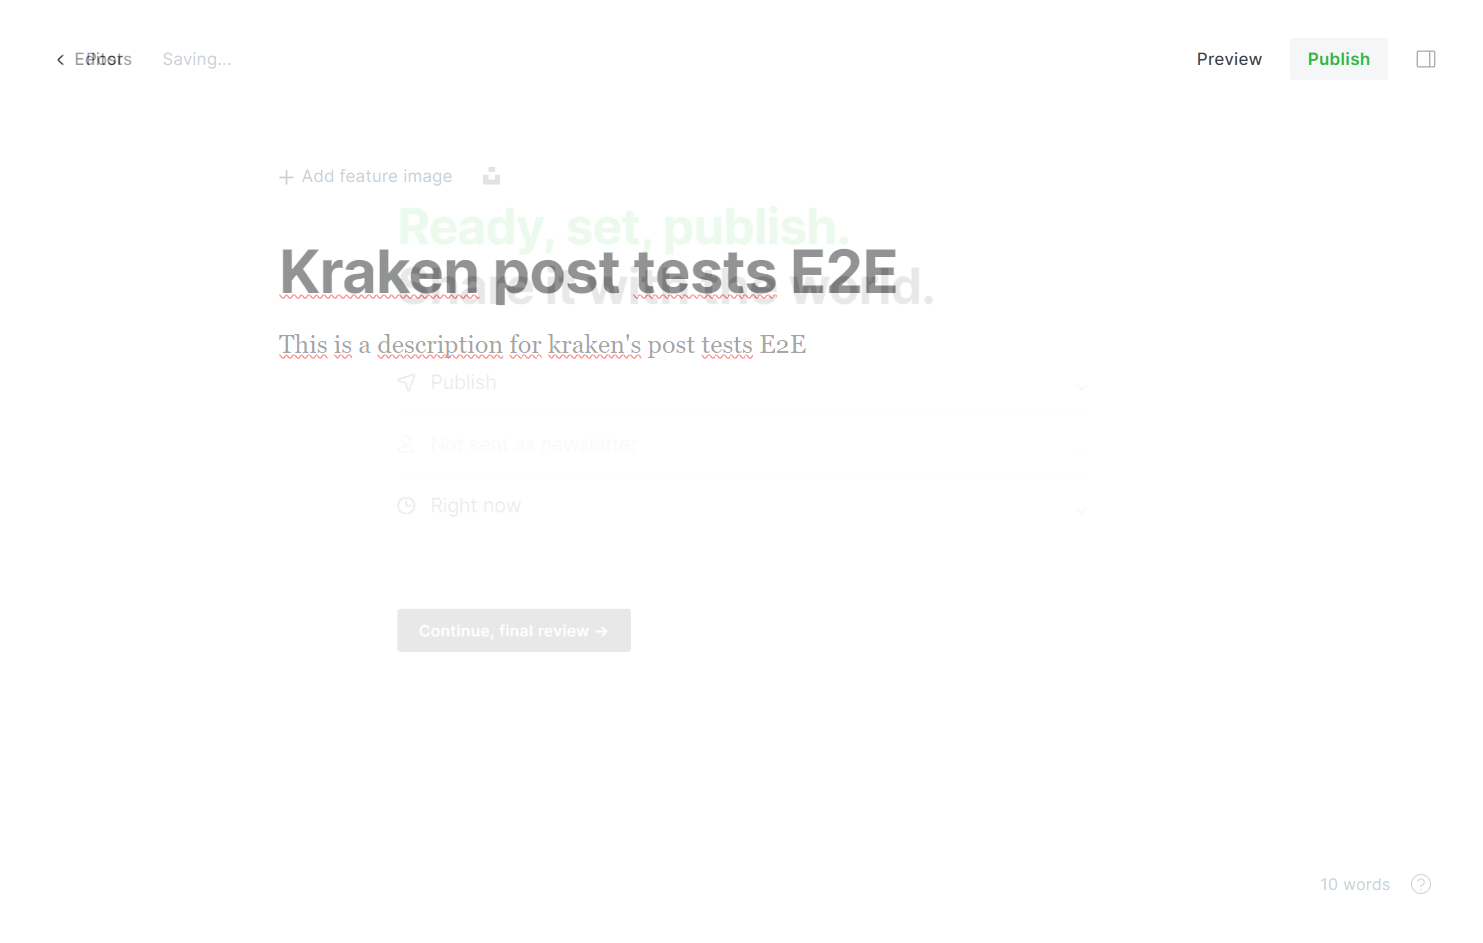 Editor
Posts
Saving...
Preview
Publish
Add feature image
Ready, set, publish.
Kraken post tests E2E
Share it with the world.
This is a description for kraken's post tests E2E
Publish
Not sent as newsletter
Right now
Continue, final review →
10 words